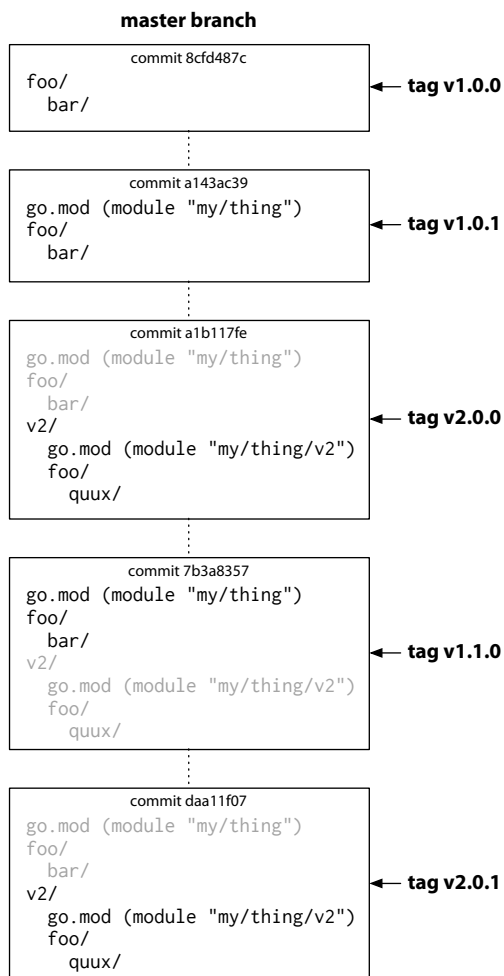 master branch
commit 8cfd487c
foo/
bar/
tag v1.0.0
commit a143ac39
go.mod (module "my/thing")
foo/
bar/
tag v1.0.1
commit a1b117fe
go.mod (module "my/thing")
foo/
bar/
v2/
go.mod (module "my/thing/v2")
foo/
quux/
tag v2.0.0
commit 7b3a8357
go.mod (module "my/thing")
foo/
bar/
v2/
go.mod (module "my/thing/v2")
foo/
quux/
tag v1.1.0
commit daa11f07
go.mod (module "my/thing")
foo/
bar/
v2/
go.mod (module "my/thing/v2")
foo/
quux/
tag v2.0.1